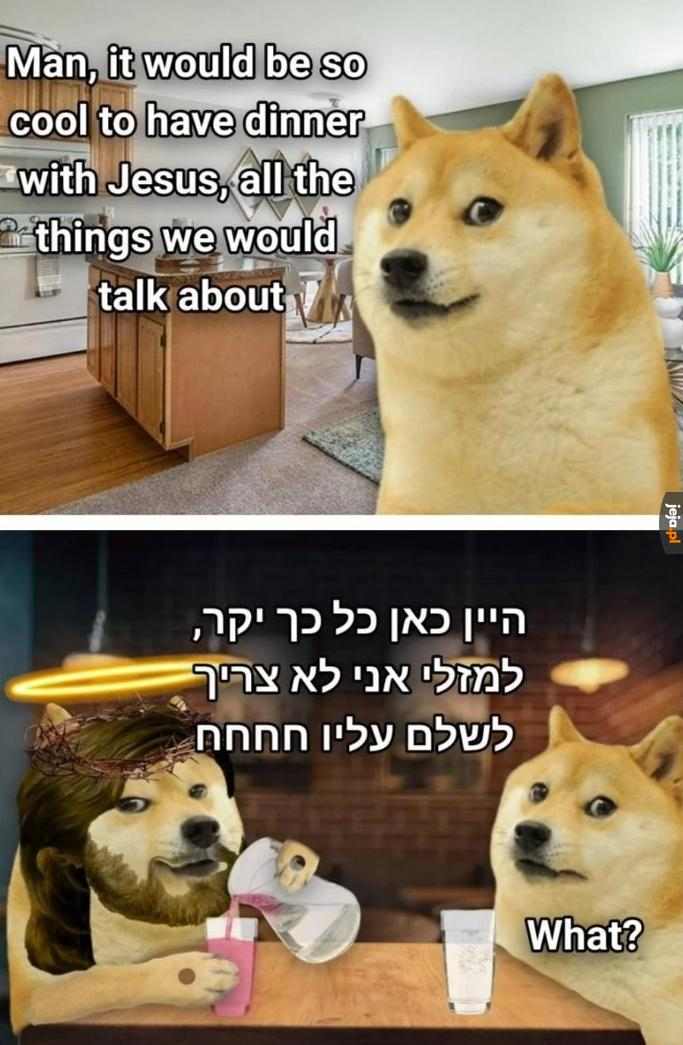 Man, it would be so
cool to have dinner
with Jesus, all the
things we would
talk about
jeja.pl
היין כאן כל כך יקר,
למזלי אני לא צריך
לשלם עליו חחחח
What?